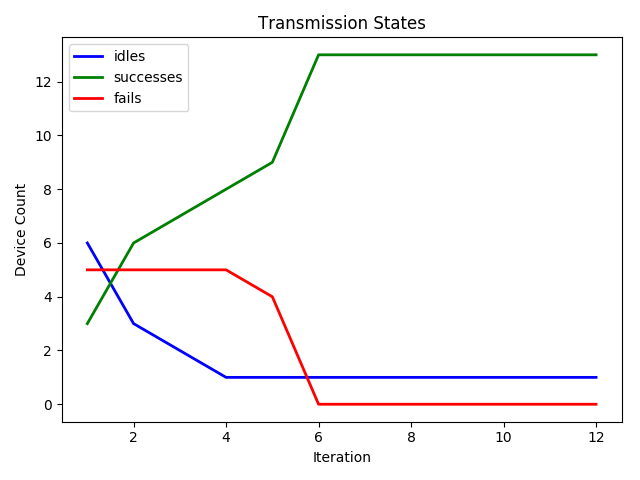 Transmission States
idles
successes
fails
Device Count
12
10
8
6
4
2
0
2 4 6 8 10 12
Iteration